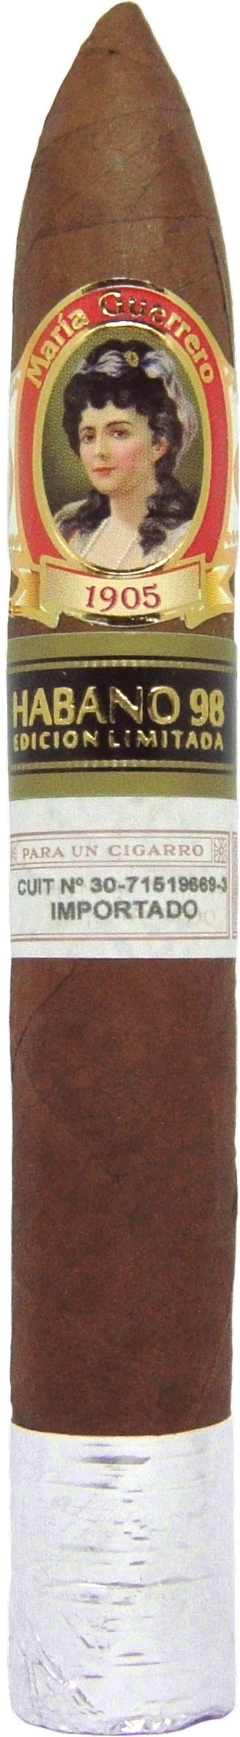 María Guerrero
1905
HABANO 98
EDICION LIMITADA
PARA UN CIGARRO
CUIT Nº 30-71519669-3
IMPORTADO